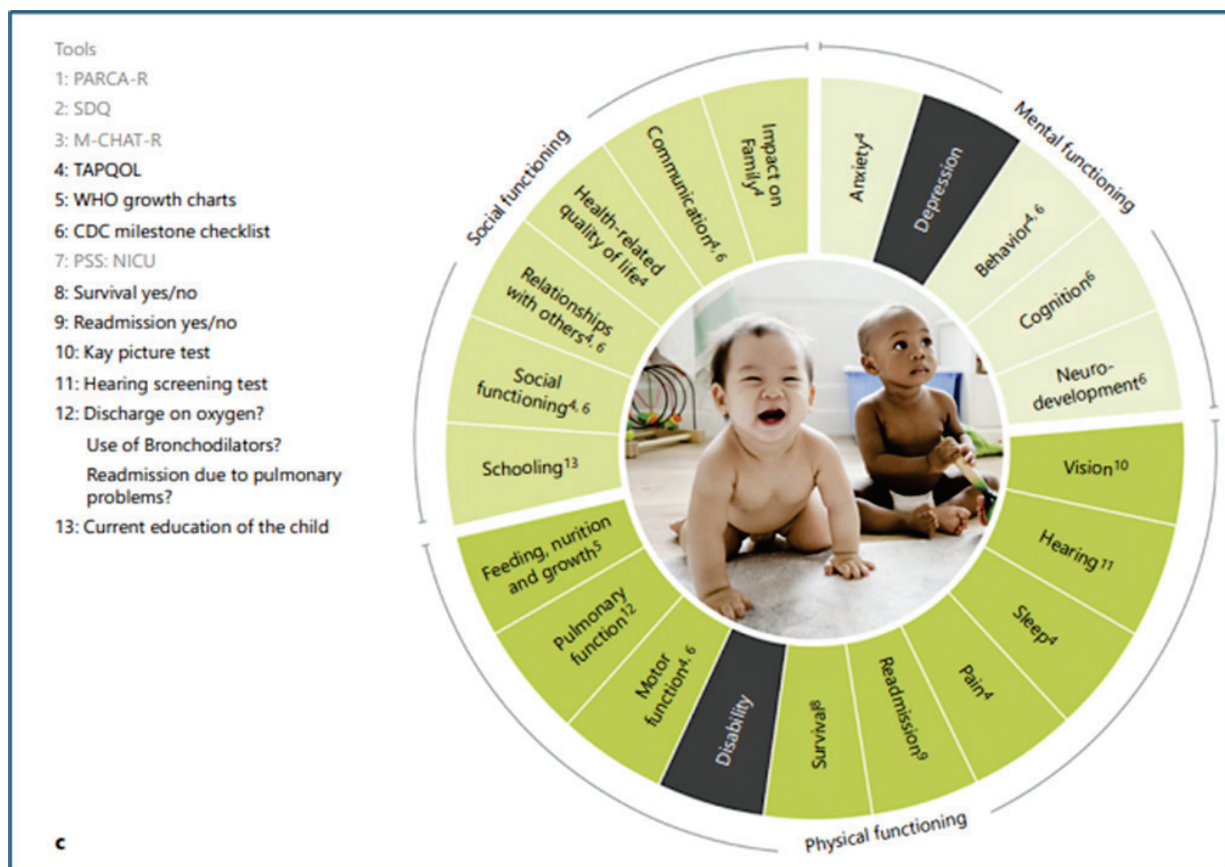 Tools
1: PARCA-R
2: SDQ
3: M-CHAT-R
4: TAPQOL
5: WHO growth charts
6: CDC milestone checklist
7: PSS: NICU
8: Survival yes/no
9: Readmission yes/no
10: Kay picture test
11: Hearing screening test
12: Discharge on oxygen?
Use of Bronchodilators?
Readmission due to pulmonary
problems?
13: Current education of the child
Social functioning
Schooling¹³
Social
functioning⁴, ⁶
Relationships
with others⁴, ⁶
Health-related
quality of life⁴
Communication⁴, ⁶
Impact on
Family⁴
Mental functioning
Anxiety⁴
Depression
Behavior⁴, ⁶
Cognition⁶
Neuro-
development⁶
Vision¹⁰
Hearing ¹¹
Sleep⁴
Pain⁴
Readmission⁹
Survival⁸
Disability
Motor
function⁴, ⁶
Pulmonary
function¹²
Feeding, nurition
and growth⁵
Physical functioning
c